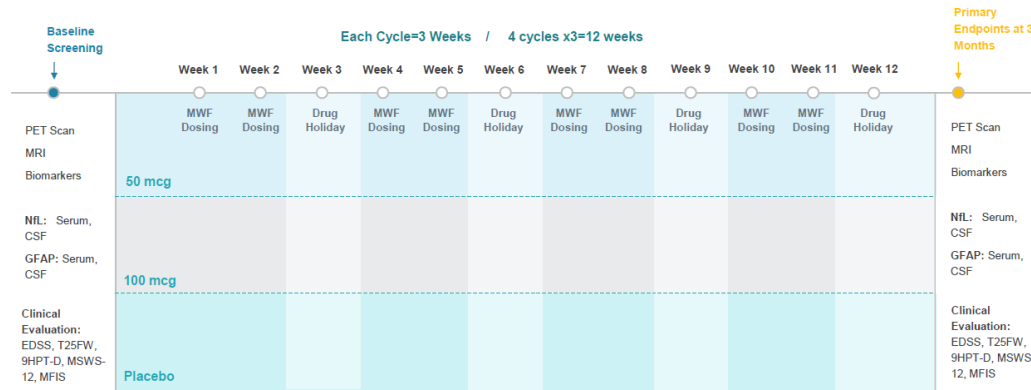 Baseline
Screening
Each Cycle=3 Weeks / 4 cycles x3=12 weeks
Primary
Endpoints at 3
Months
Week 1 Week 2 Week 3 Week 4 Week 5 Week 6 Week 7 Week 8 Week 9 Week 10 Week 11 Week 12
MWF Dosing
MWF Dosing
Drug Holiday
MWF Dosing
MWF Dosing
Drug Holiday
MWF Dosing
MWF Dosing
Drug Holiday
MWF Dosing
MWF Dosing
Drug Holiday
PET Scan
MRI
Biomarkers
NfL: Serum,
CSF
GFAP: Serum,
CSF
Clinical
Evaluation:
EDSS, T25FW,
9HPT-D, MSWS-
12, MFIS
50 mcg
100 mcg
Placebo
PET Scan
MRI
Biomarkers
NfL: Serum,
CSF
GFAP: Serum,
CSF
Clinical
Evaluation:
EDSS, T25FW,
9HPT-D, MSWS
12, MFIS